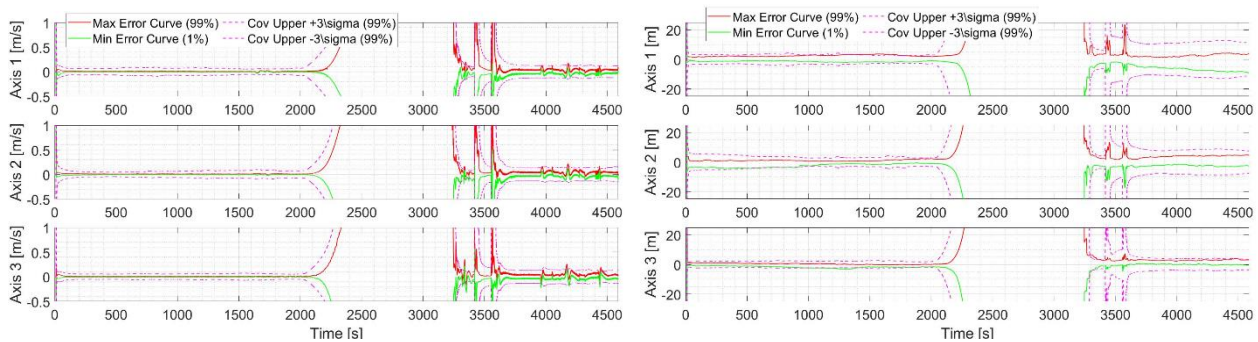 Max Error Curve (99%) Cov Upper +3\sigma (99%)
Min Error Curve (1%) Cov Upper -3\sigma (99%)
Axis 1 [m/s]
1
0.5
0
-0.5
0 500 1000 1500 2000 2500 3000 3500 4000 4500
Axis 2 [m/s]
1
0.5
0
-0.5
0 500 1000 1500 2000 2500 3000 3500 4000 4500
Axis 3 [m/s]
1
0.5
0
-0.5
0 500 1000 1500 2000 2500 3000 3500 4000 4500
Time [s]
Max Error Curve (99%) Cov Upper +3\sigma (99%)
Min Error Curve (1%) Cov Upper -3\sigma (99%)
Axis 1 [m]
20
0
-20
0 500 1000 1500 2000 2500 3000 3500 4000 4500
Axis 2 [m]
20
0
-20
0 500 1000 1500 2000 2500 3000 3500 4000 4500
Axis 3 [m]
20
0
-20
0 500 1000 1500 2000 2500 3000 3500 4000 4500
Time [s]